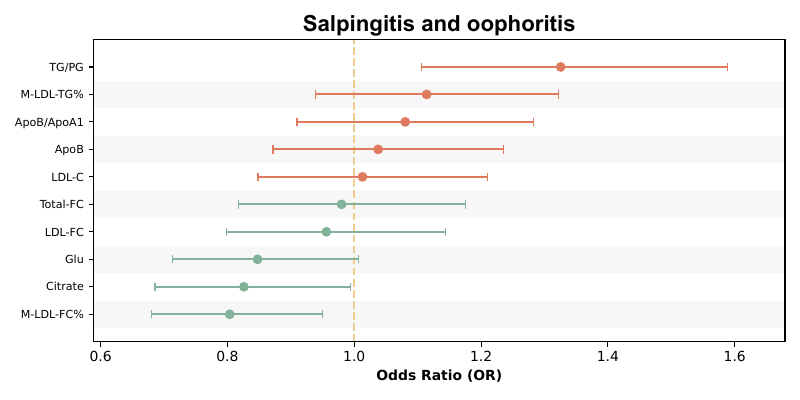 Salpingitis and oophoritis
TG/PG
M-LDL-TG%
ApoB/ApoA1
ApoB
LDL-C
Total-FC
LDL-FC
Glu
Citrate
M-LDL-FC%
0.6 0.8 1.0 1.2 1.4 1.6
Odds Ratio (OR)